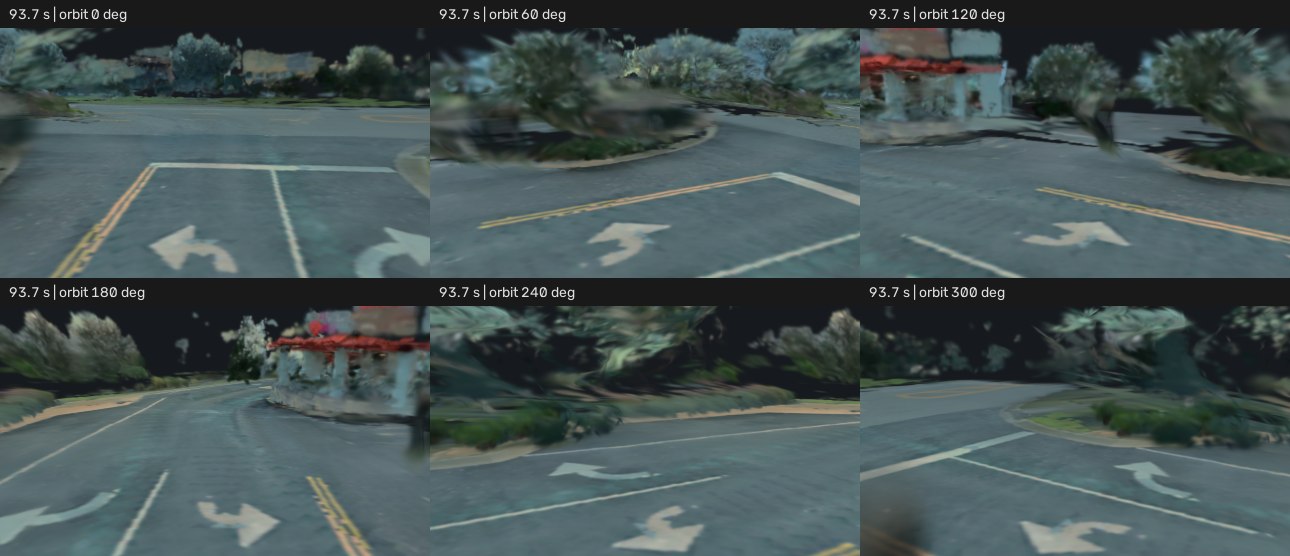 93.7 s | orbit 0 deg
93.7 s | orbit 60 deg
93.7 s | orbit 120 deg
93.7 s | orbit 180 deg
93.7 s | orbit 240 deg
93.7 s | orbit 300 deg